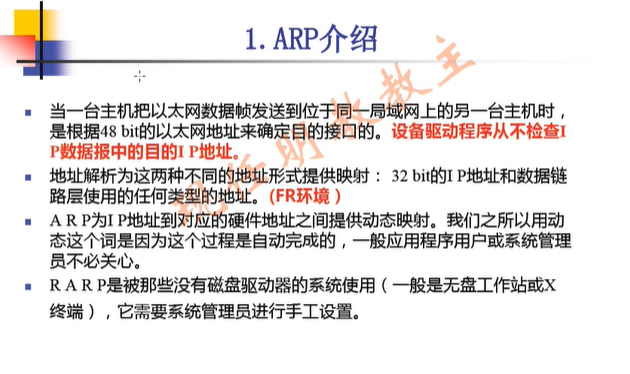 1.ARP介绍
当一台主机把以太网数据帧发送到位于同一局域网上的另一台主机时，
是根据48 bit的以太网地址来确定目的接口的。设备驱动程序从不检查I
P数据报中的目的I P地址。
地址解析为这两种不同的地址形式提供映射： 32 bit的I P地址和数据链
路层使用的任何类型的地址。(FR环境 )
A R P为I P地址到对应的硬件地址之间提供动态映射。我们之所以用动
态这个词是因为这个过程是自动完成的，一般应用程序用户或系统管理
员不必关心。
R A R P是被那些没有磁盘驱动器的系统使用（一般是无盘工作站或X
终端），它需要系统管理员进行手工设置。
现任明教教主